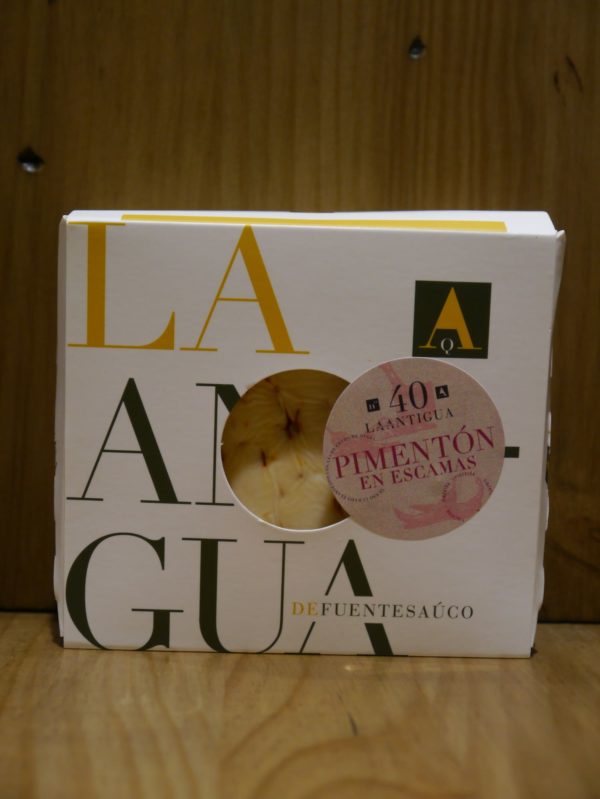 LA
A
Q
AN
40 A
LAANTIGUA
PIMENTÓN
EN ESCAMAS
GUA
DEFUENTESAÚCO